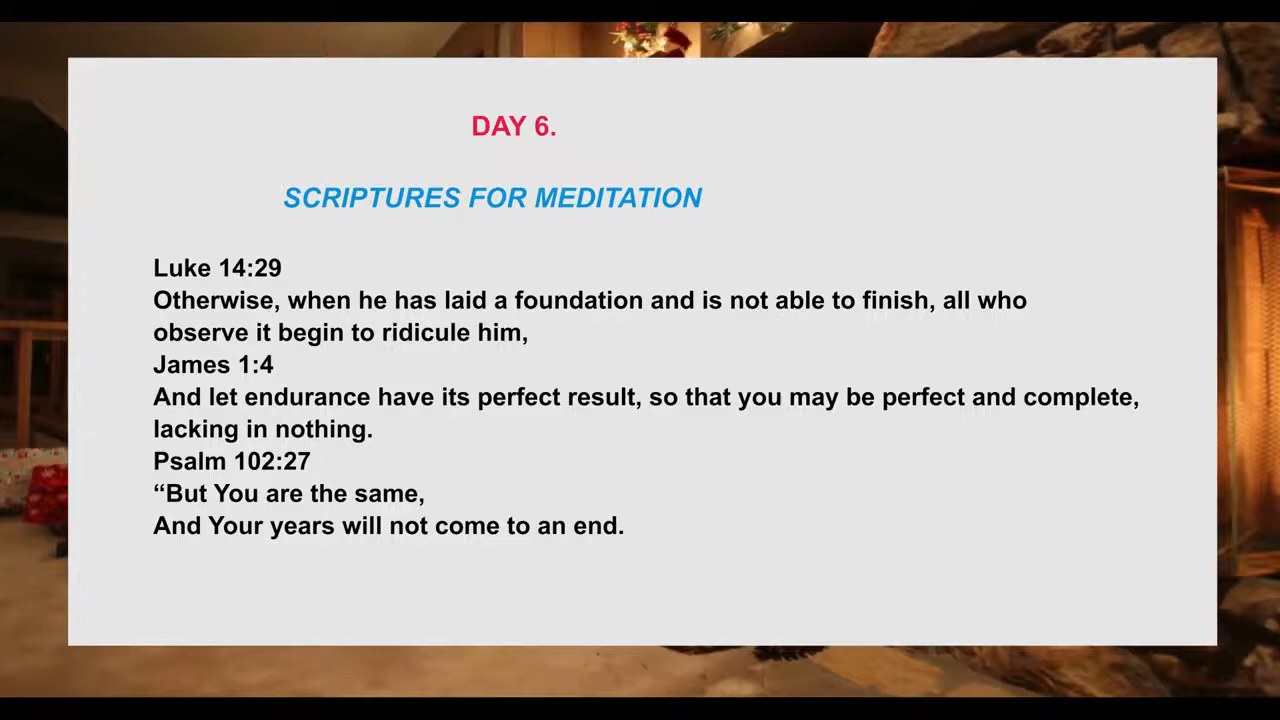 DAY 6.
SCRIPTURES FOR MEDITATION
Luke 14:29
Otherwise, when he has laid a foundation and is not able to finish, all who
observe it begin to ridicule him,
James 1:4
And let endurance have its perfect result, so that you may be perfect and complete,
lacking in nothing.
Psalm 102:27
“But You are the same,
And Your years will not come to an end.